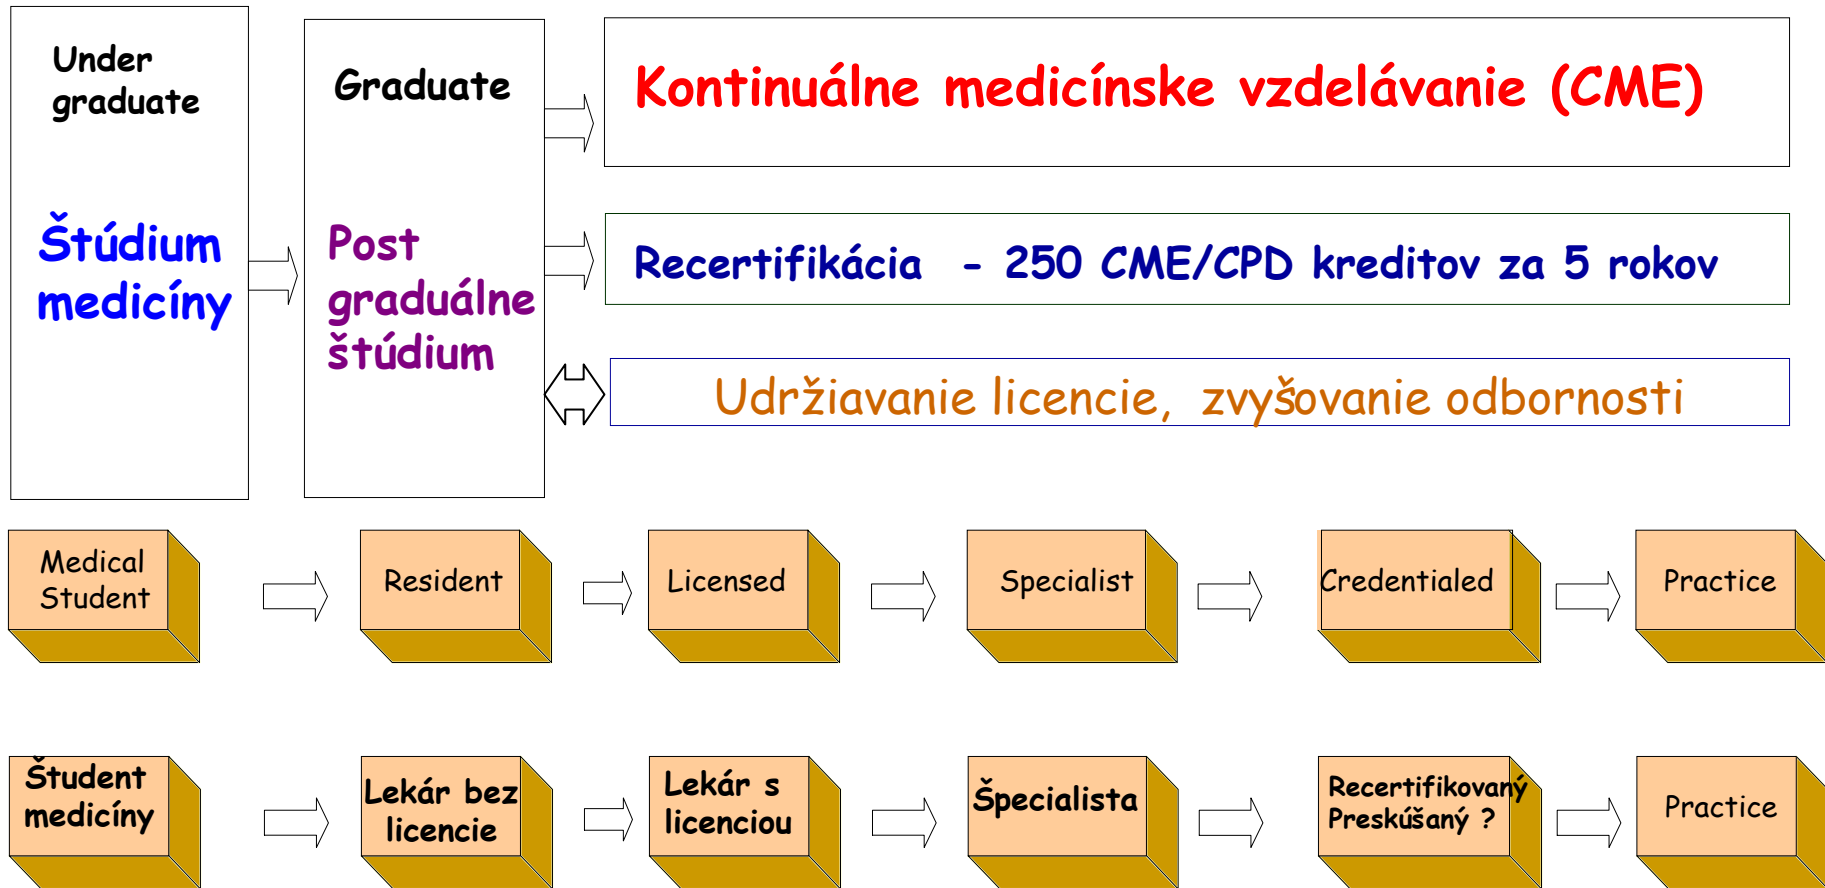 Under
graduate
Štúdium
medicíny
Graduate
Post
graduálne
štúdium
Kontinuálne medicínske vzdelávanie (CME)
Recertifikácia - 250 CME/CPD kreditov za 5 rokov
Udržiavanie licencie, zvyšovanie odbornosti
Medical
Student
Resident
Licensed
Specialist
Credentialed
Practice
Študent
medicíny
Lekár bez
licencie
Lekár s
licenciou
Špecialista
Recertifikovaný
Preskúšaný ?
Practice